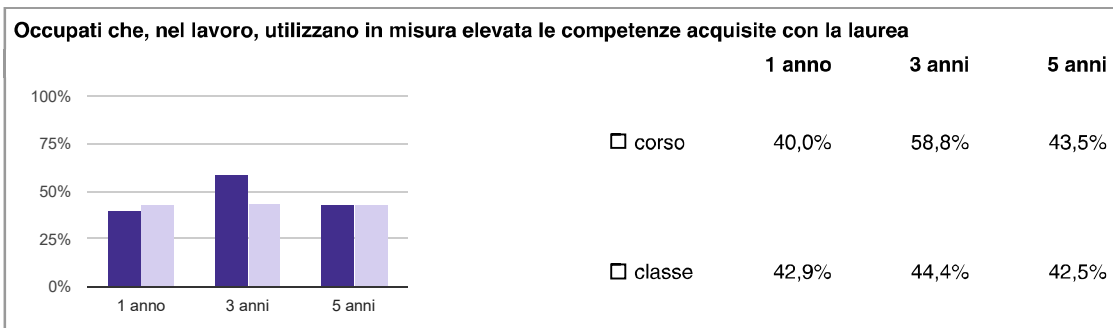 Occupati che, nel lavoro, utilizzano in misura elevata le competenze acquisite con la laurea
1 anno 3 anni 5 anni
100%
75%
50%
25%
0%
1 anno 3 anni 5 anni
corso 40,0% 58,8% 43,5%
classe 42,9% 44,4% 42,5%